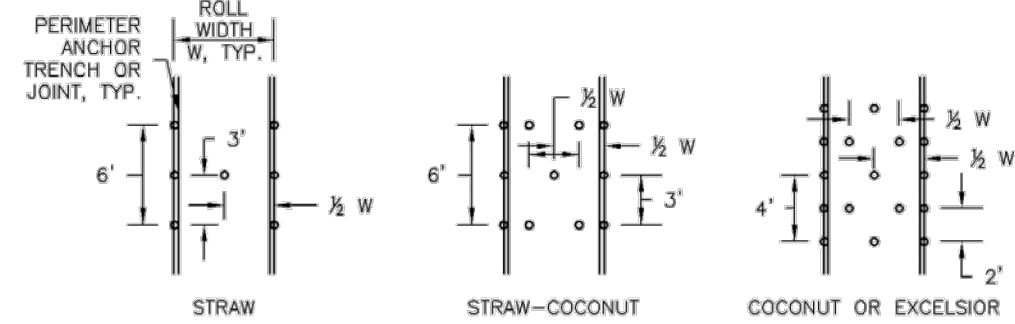 PERIMETER
ANCHOR
TRENCH OR
JOINT, TYP.
ROLL
WIDTH
W, TYP.
6'
3'
½ W
STRAW
½ W
½ W
6'
3'
STRAW-COCONUT
½ W
½ W
4'
2'
COCONUT OR EXCELSIOR